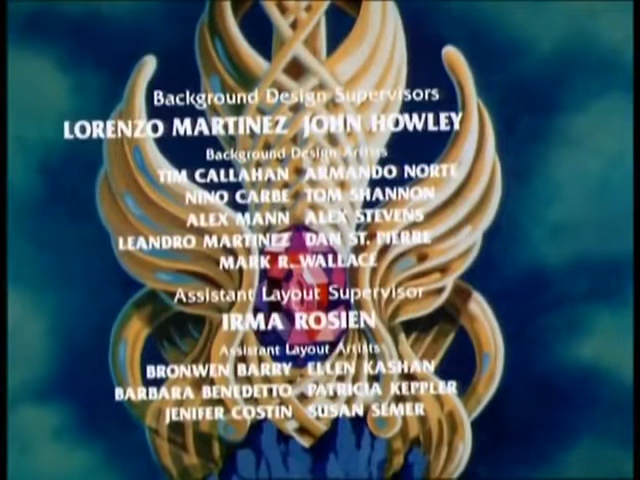 Background Design Supervisors
LORENZO MARTINEZ JOHN HOWLEY
Background Design Artists
TIM CALLAHAN ARMANDO NORTE
NINO CARBE TOM SHANNON
ALEX MANN ALEX STEVENS
LEANDRO MARTINEZ DAN ST. PIERRE
MARK R. WALLACE
Assistant Layout Supervisor
IRMA ROSIEN
Assistant Layout Artists
BRONWEN BARRY ELLEN KASHAN
BARBARA BENEDETTO PATRICIA KEPPLER
JENIFER COSTIN SUSAN SEMER